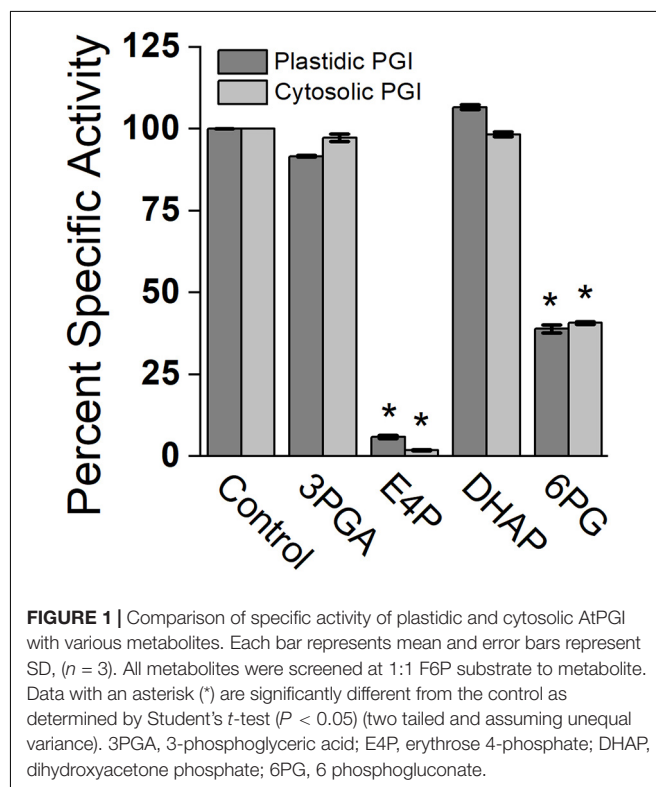 Percent Specific Activity
125
100
75
50
25
0
Plastidic PGI
Cytosolic PGI
* * * *
Control
3PGA
E4P
DHAP
6PG
FIGURE 1 | Comparison of specific activity of plastidic and cytosolic AtPGI
with various metabolites. Each bar represents mean and error bars represent
SD, (n = 3). All metabolites were screened at 1:1 F6P substrate to metabolite.
Data with an asterisk (*) are significantly different from the control as
determined by Student's t-test (P < 0.05) (two tailed and assuming unequal
variance). 3PGA, 3-phosphoglyceric acid; E4P, erythrose 4-phosphate; DHAP,
dihydroxyacetone phosphate; 6PG, 6 phosphogluconate.